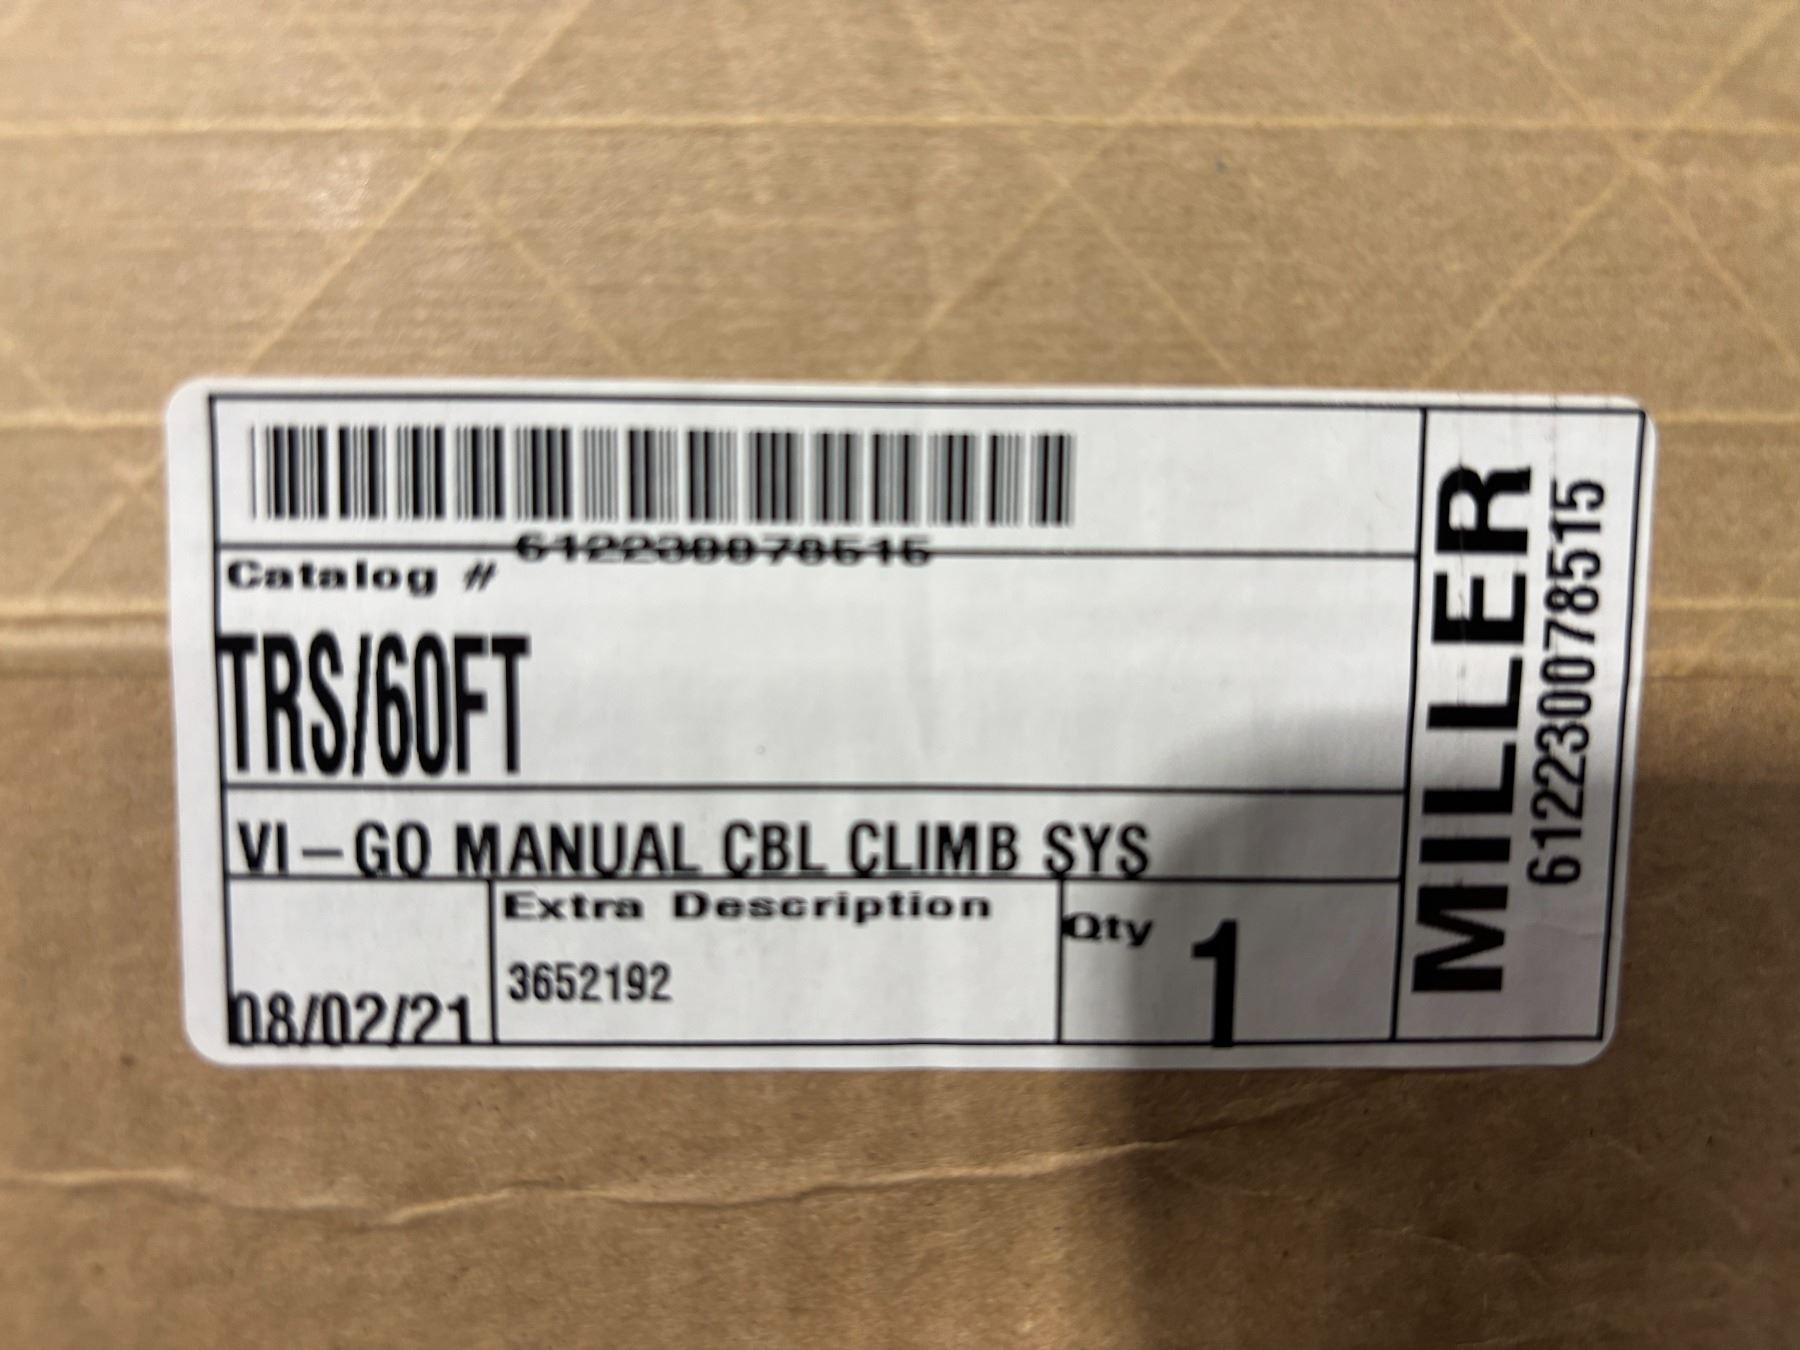 612230078515
Catalog #
TRS/60FT
VI-GO MANUAL CBL CLIMB SYS
08/02/21
Extra Description
3652192
Qty
1
MILLER
612230078515